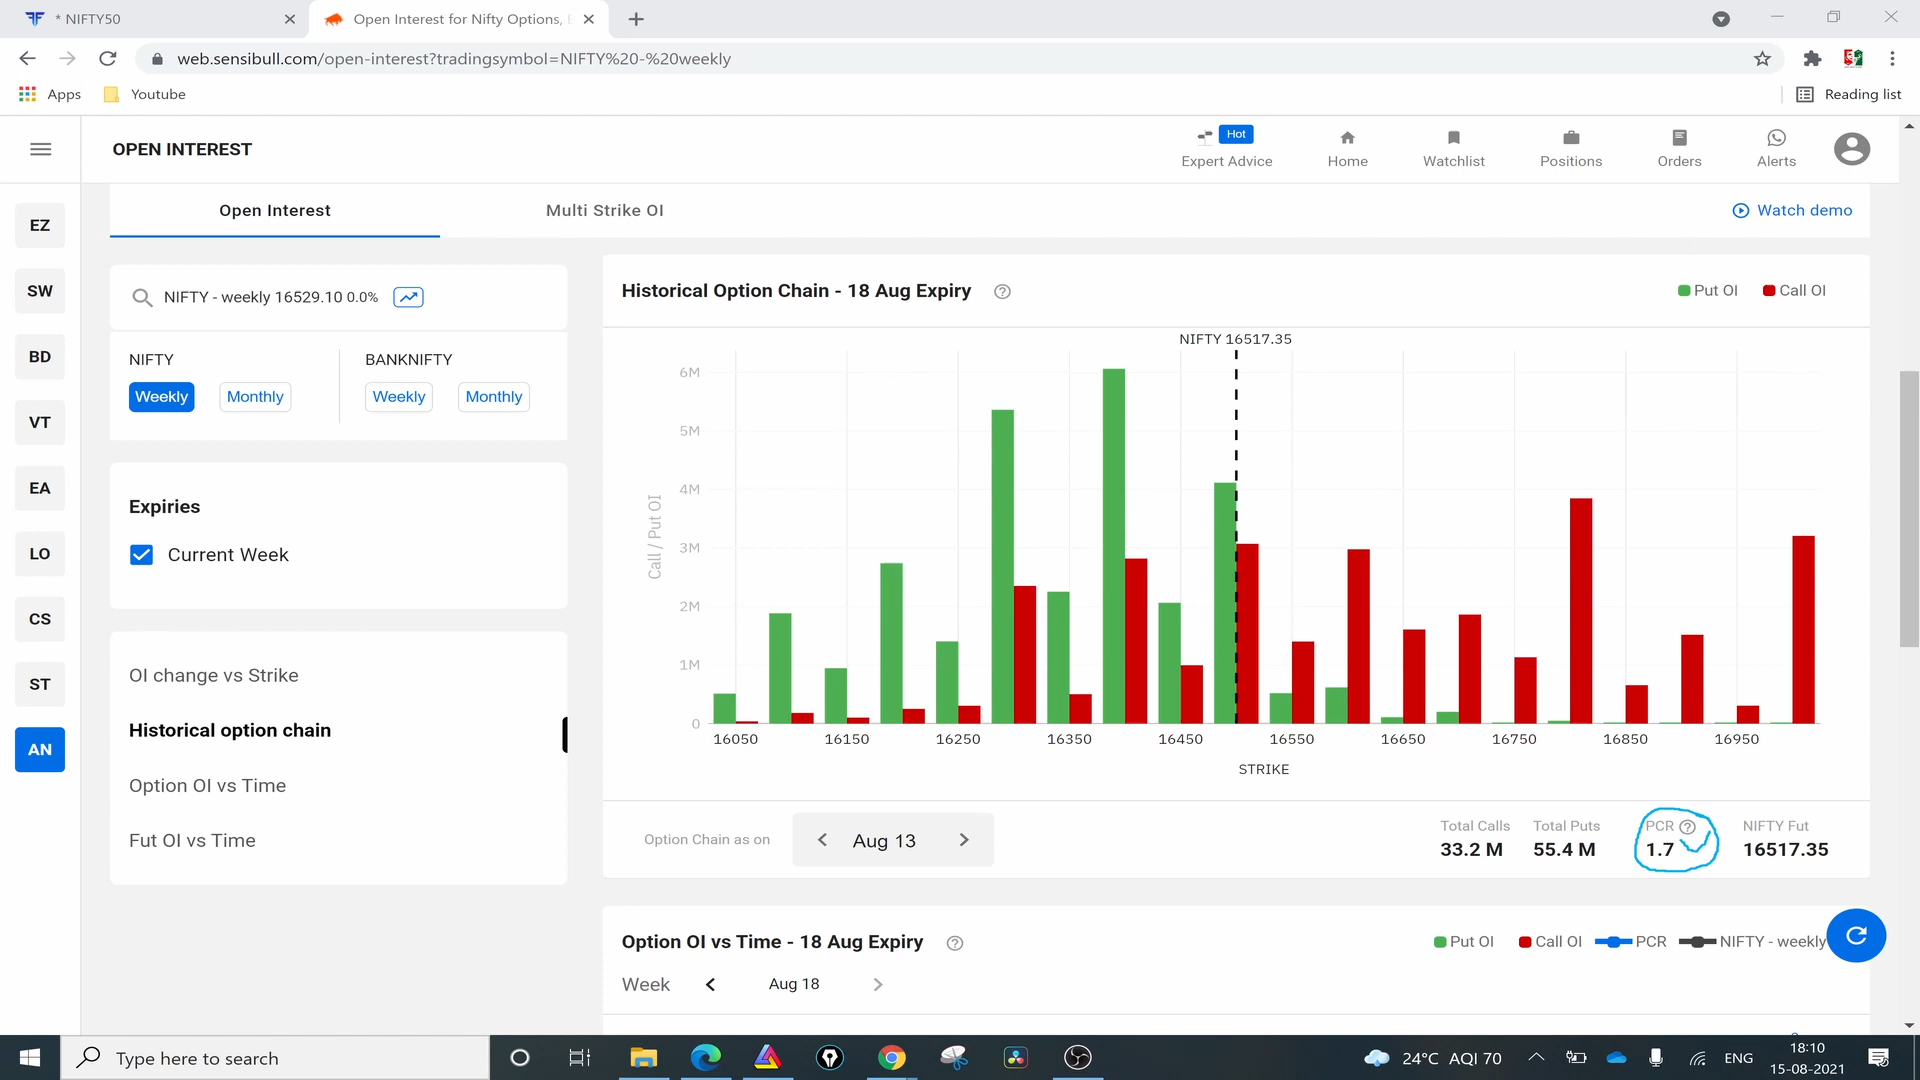 * NIFTY50
Open Interest for Nifty Options,
web.sensibull.com/open-interest?tradingsymbol=NIFTY%20-%20weekly
Apps
Youtube
Reading list
OPEN INTEREST
Hot
Expert Advice
Home
Watchlist
Positions
Orders
Alerts
EZ
SW
BD
VT
EA
LO
CS
ST
AN
Open Interest
Multi Strike OI
Watch demo
NIFTY - weekly 16529.10 0.0%
NIFTY
BANKNIFTY
Weekly
Monthly
Weekly
Monthly
Expiries
Current Week
OI change vs Strike
Historical option chain
Option OI vs Time
Fut OI vs Time
Historical Option Chain - 18 Aug Expiry
Put OI
Call OI
NIFTY 16517.35
6M
5M
4M
3M
2M
1M
0
Call / Put OI
16050
16150
16250
16350
16450
16550
16650
16750
16850
16950
STRIKE
Option Chain as on
Aug 13
Total Calls
33.2 M
Total Puts
55.4 M
PCR
1.7
NIFTY Fut
16517.35
Option OI vs Time - 18 Aug Expiry
Put OI
Call OI
PCR
NIFTY - weekly
Week
Aug 18
Type here to search
24°C AQI 70
ENG
18:10
15-08-2021